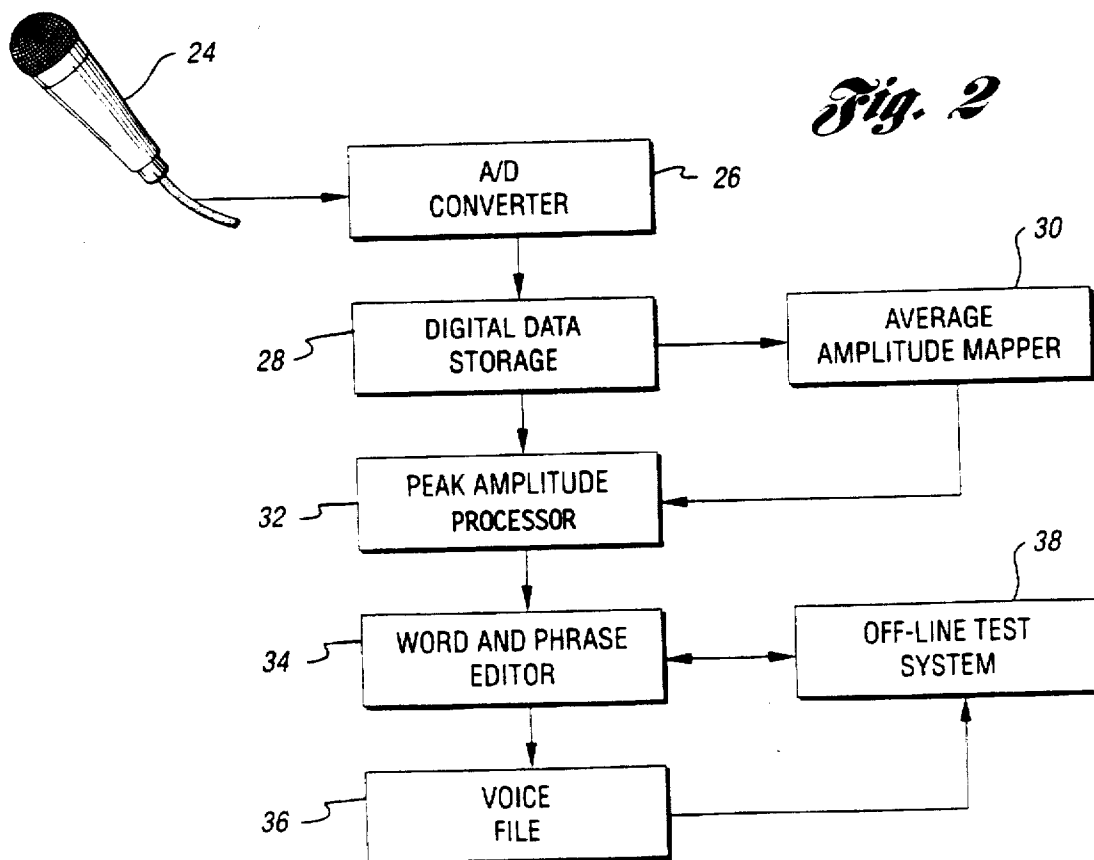 24
Fig. 2
A/D
CONVERTER
26
30
DIGITAL DATA
STORAGE
28
AVERAGE
AMPLITUDE MAPPER
PEAK AMPLITUDE
PROCESSOR
32
38
WORD AND PHRASE
EDITOR
34
OFF-LINE TEST
SYSTEM
VOICE
FILE
36